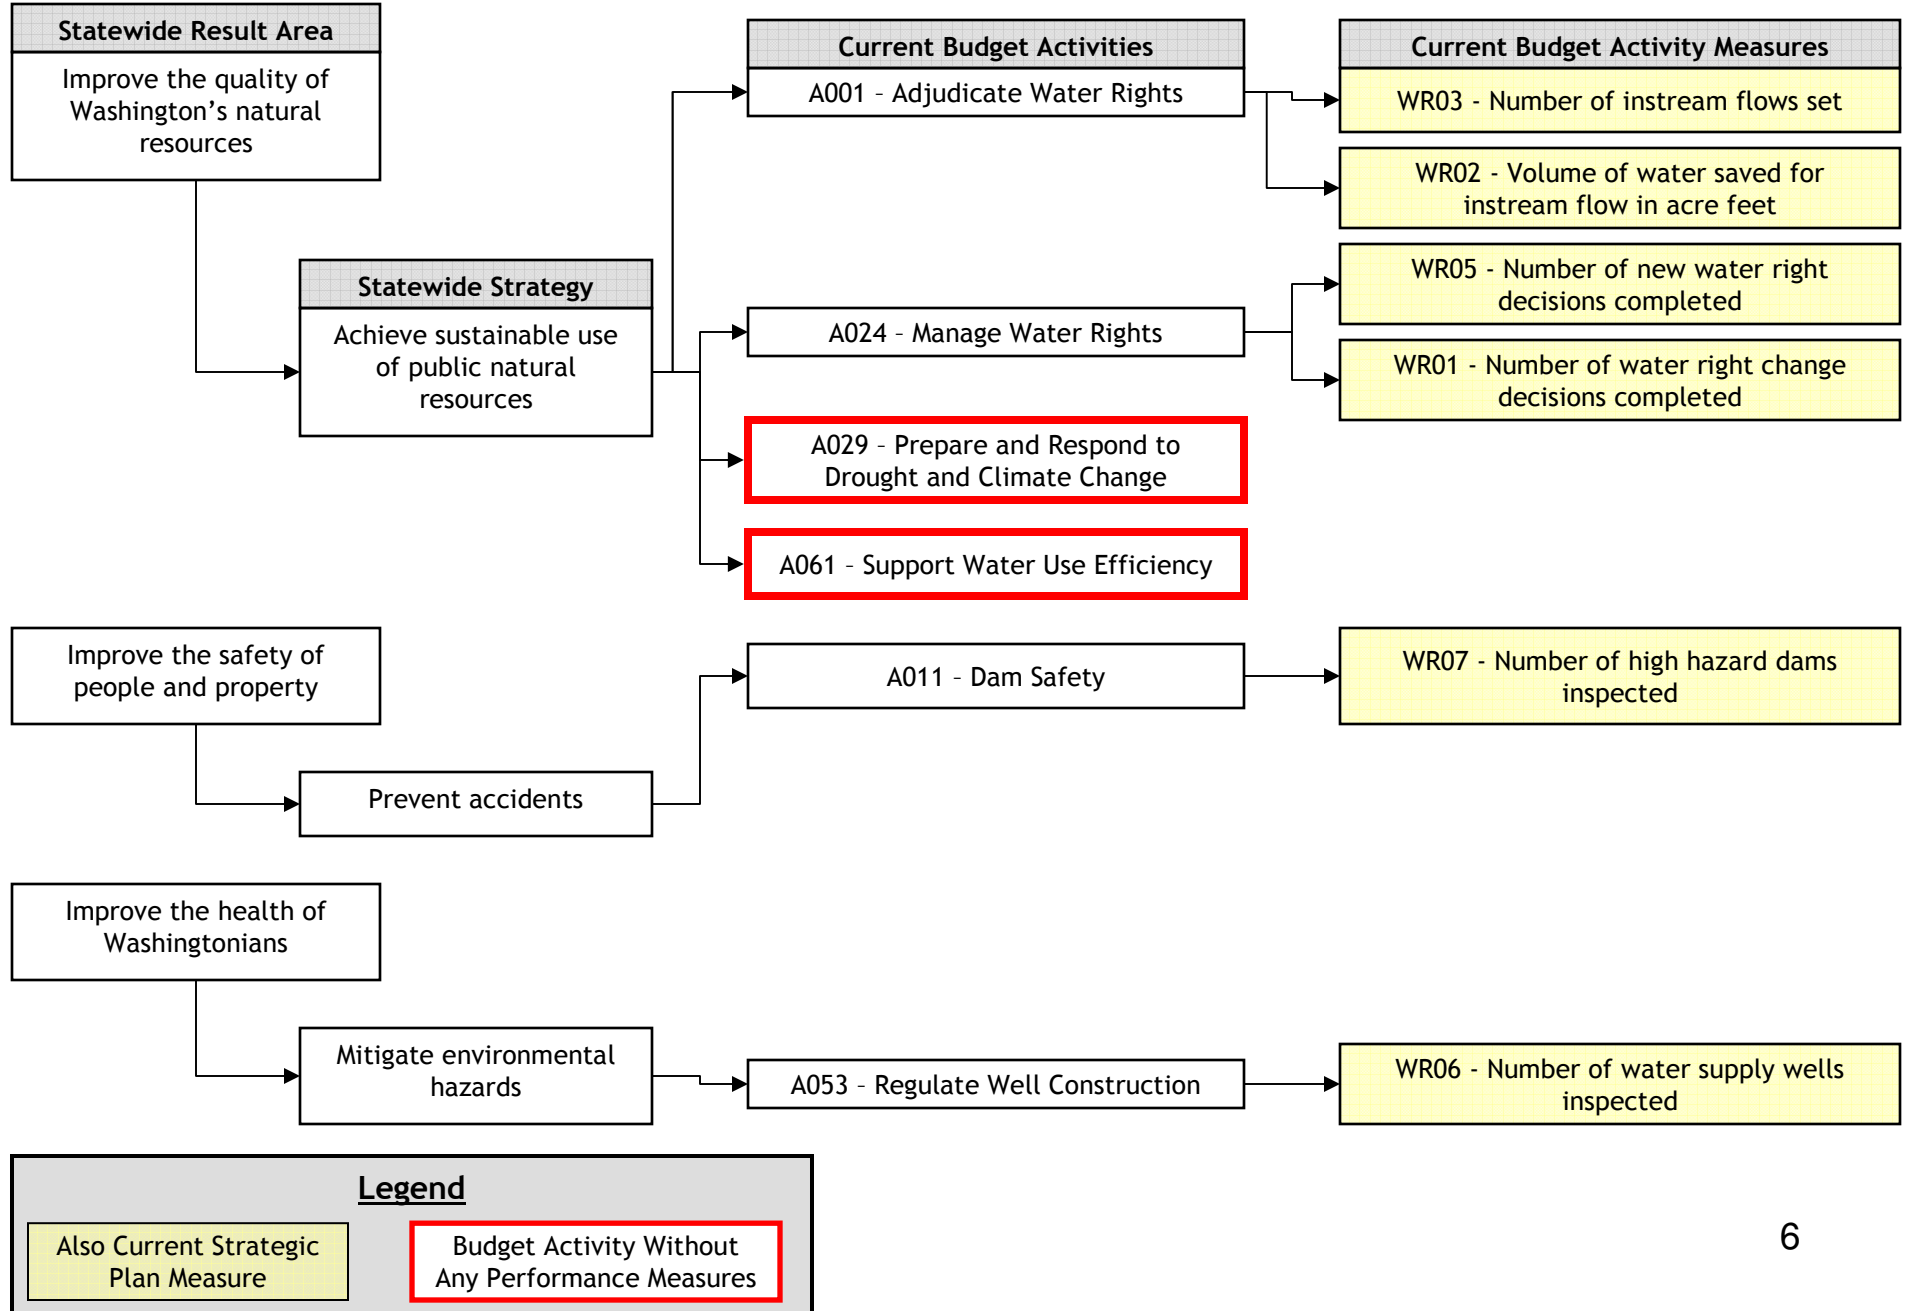 Statewide Result Area
Improve the quality of
Washington’s natural
resources
Statewide Strategy
Achieve sustainable use
of public natural
resources
Current Budget Activities
A001 – Adjudicate Water Rights
A024 – Manage Water Rights
A029 – Prepare and Respond to
Drought and Climate Change
A061 – Support Water Use Efficiency
Current Budget Activity Measures
WR03 - Number of instream flows set
WR02 - Volume of water saved for
instream flow in acre feet
WR05 - Number of new water right
decisions completed
WR01 - Number of water right change
decisions completed
Improve the safety of
people and property
Prevent accidents
A011 – Dam Safety
WR07 - Number of high hazard dams
inspected
Improve the health of
Washingtonians
Mitigate environmental
hazards
A053 – Regulate Well Construction
WR06 - Number of water supply wells
inspected
Legend
Also Current Strategic
Plan Measure
Budget Activity Without
Any Performance Measures
6